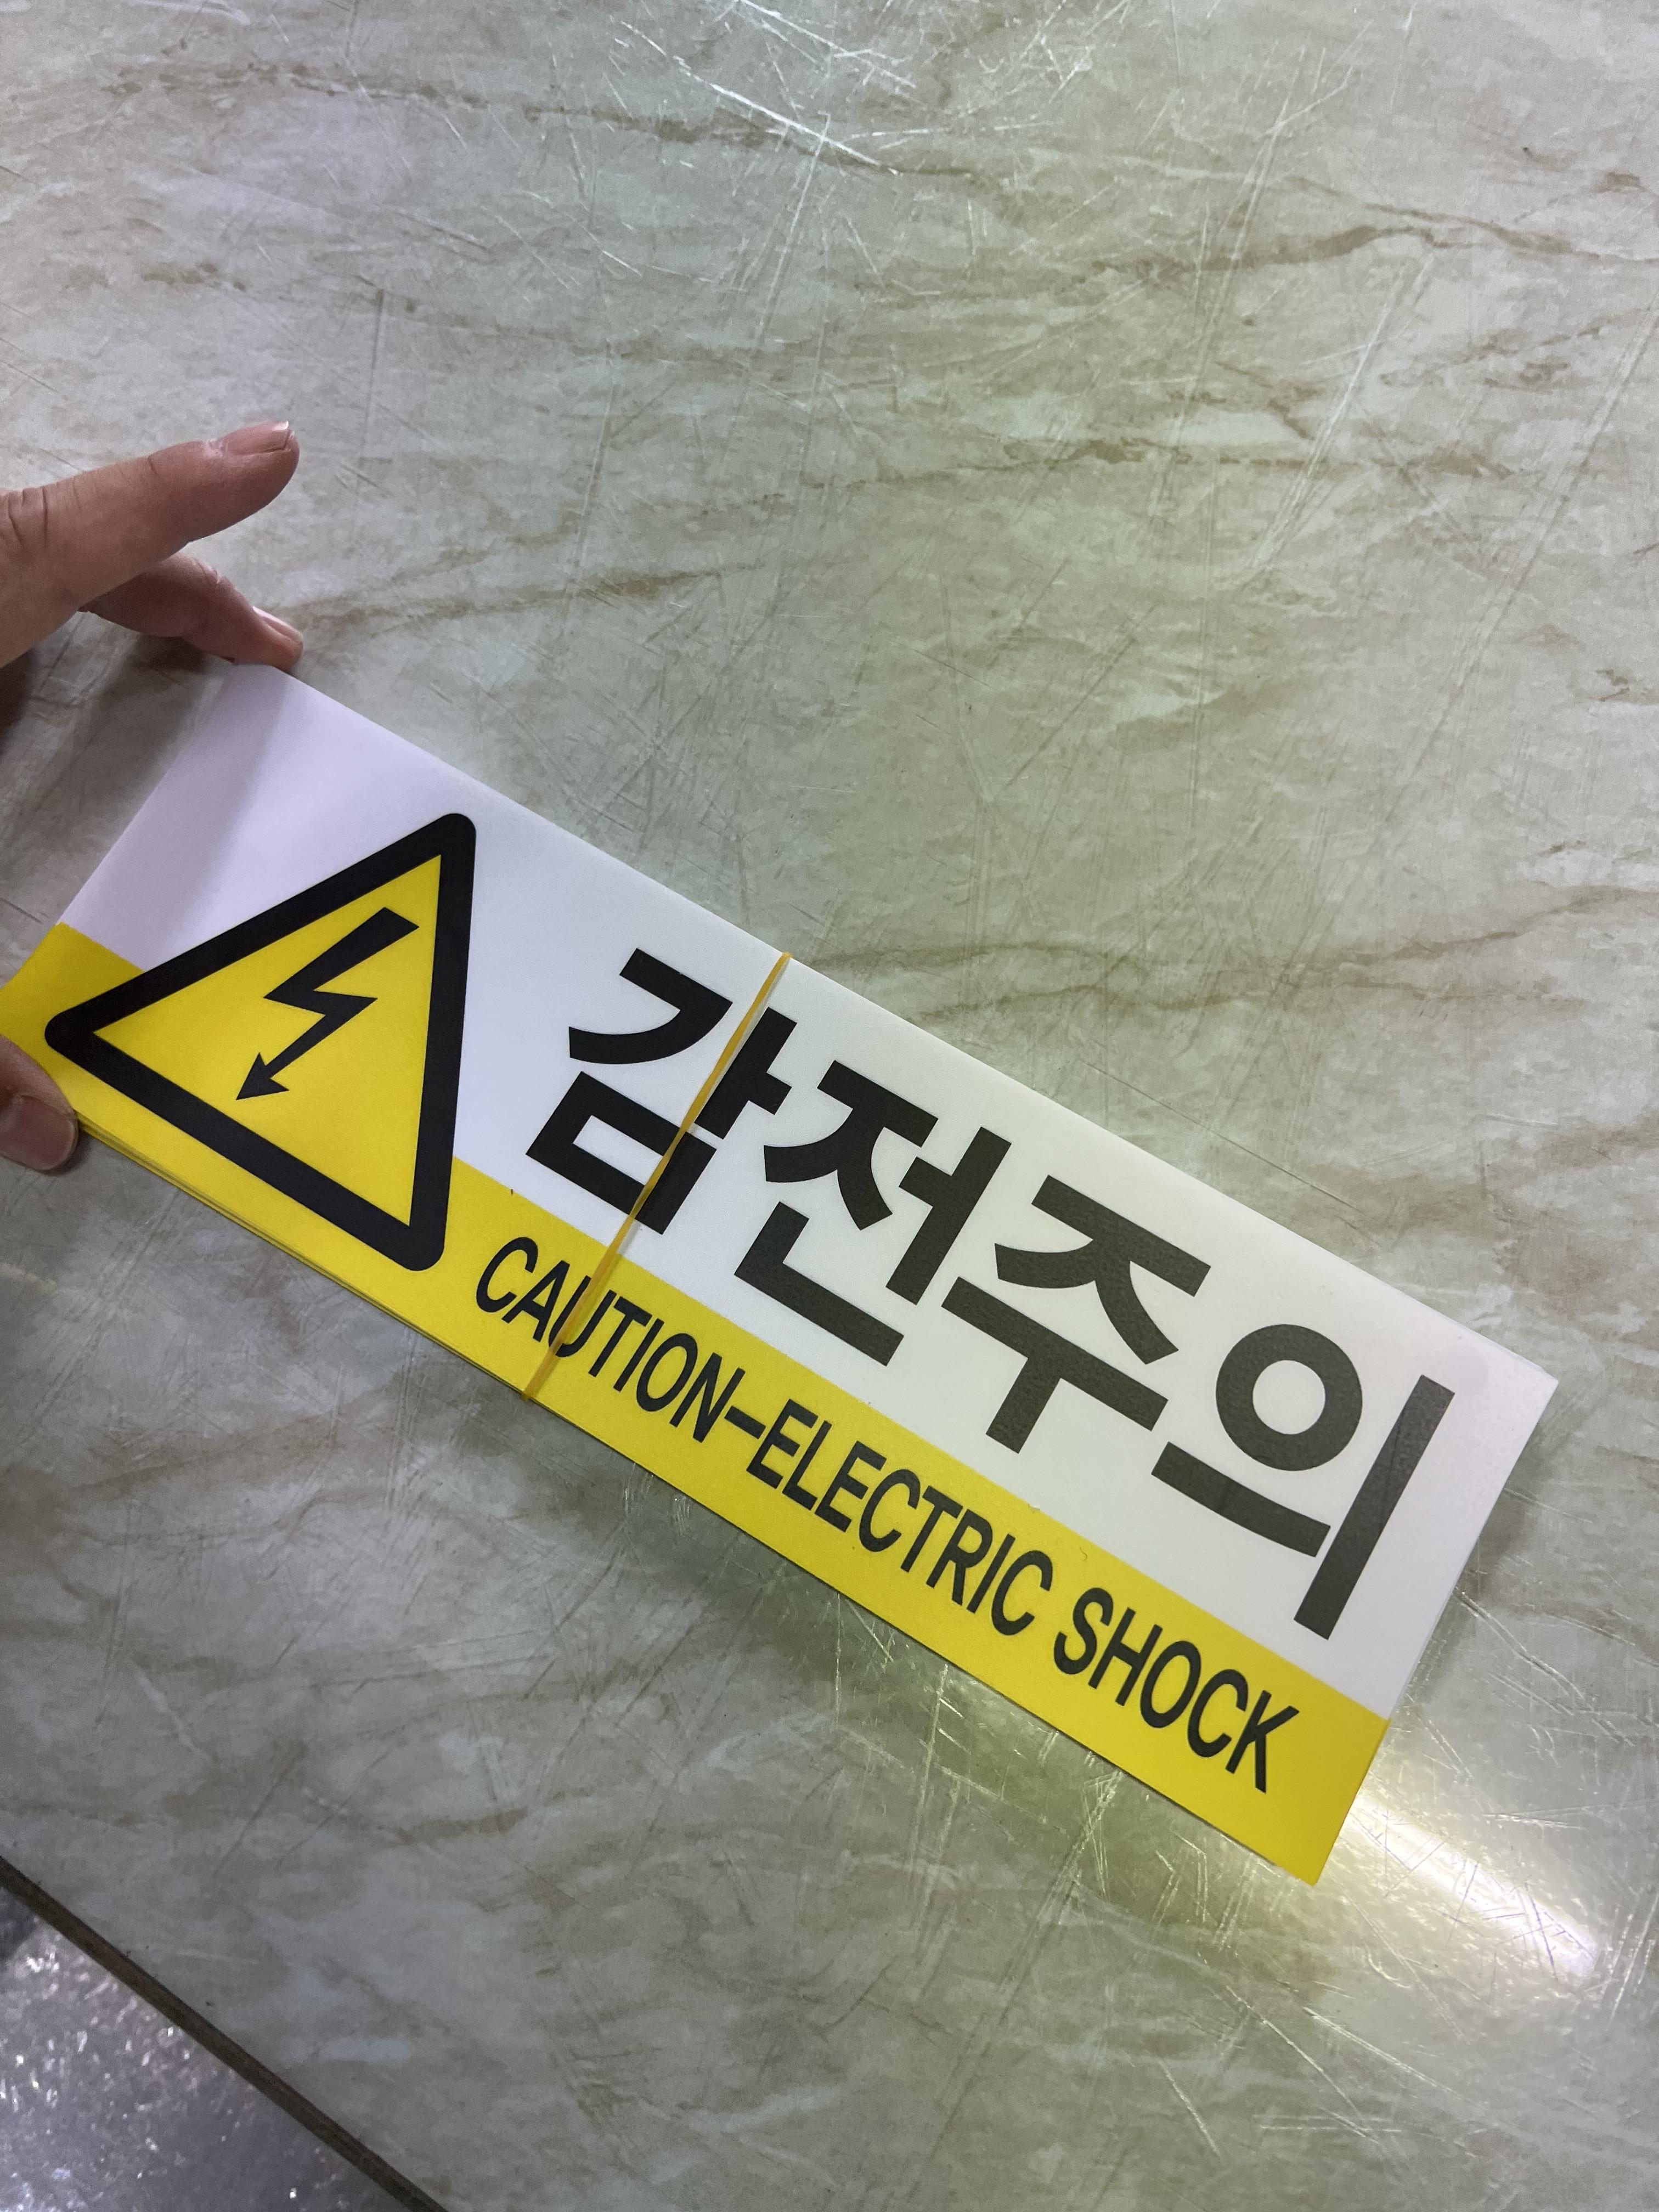 감전주의
CAUTION-ELECTRIC SHOCK